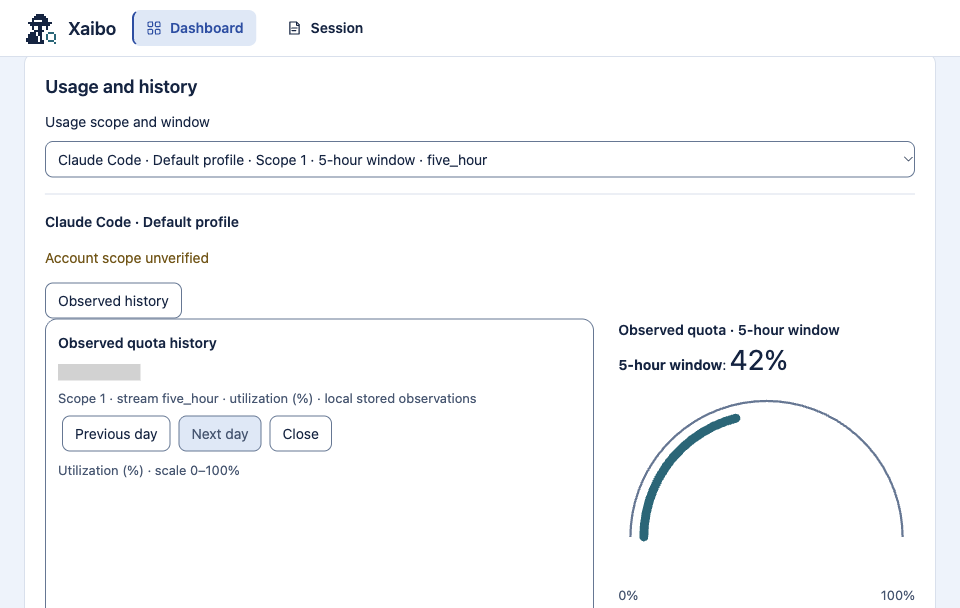 Xaibo
Dashboard
Session
Usage and history
Usage scope and window
Claude Code · Default profile · Scope 1 · 5-hour window · five_hour
Claude Code · Default profile
Account scope unverified
Observed history
Observed quota history
Scope 1 · stream five_hour · utilization (%) · local stored observations
Previous day
Next day
Close
Utilization (%) · scale 0–100%
Observed quota · 5-hour window
5-hour window: 42%
0%
100%